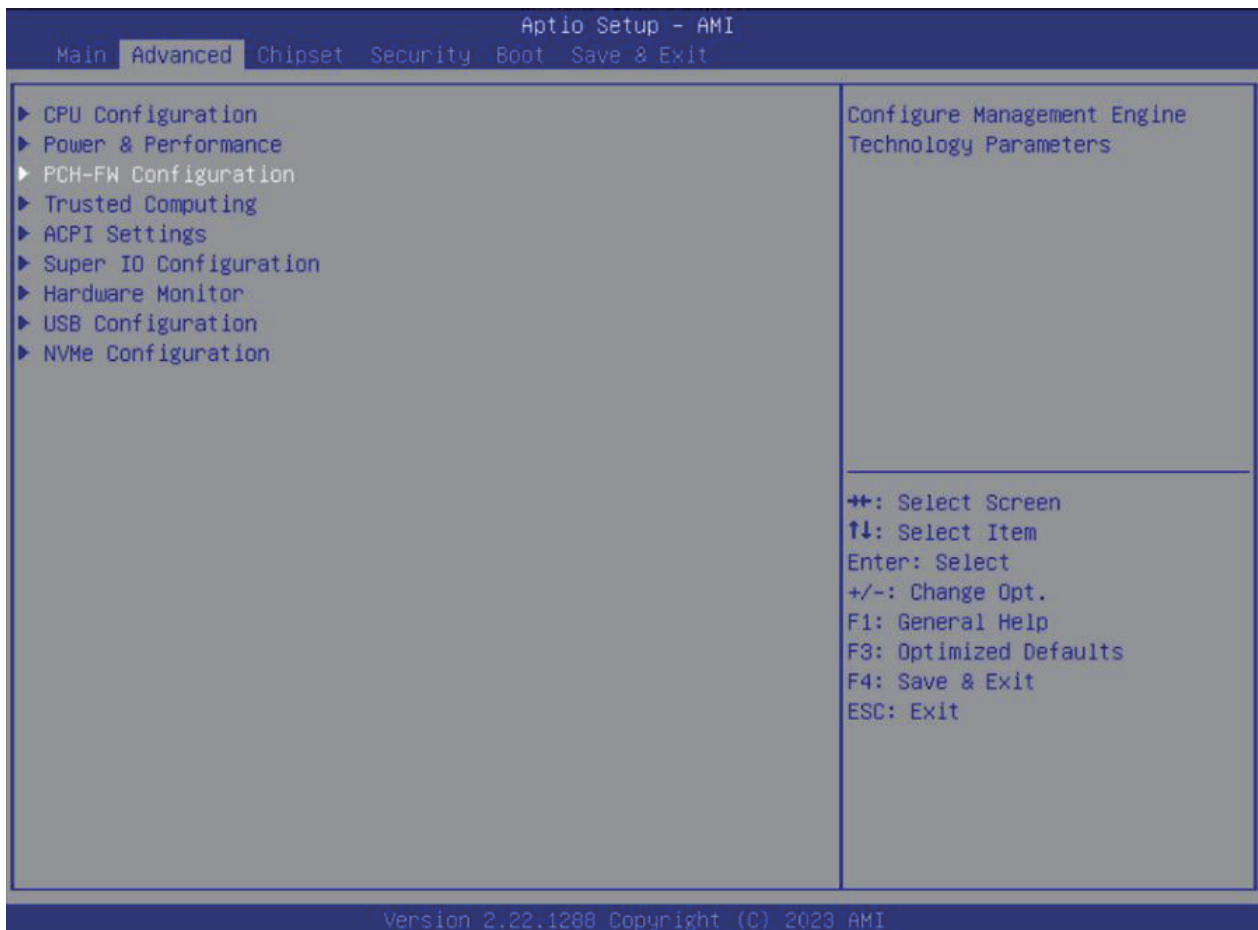 Aptio Setup - AMI
Main Advanced Chipset Security Boot Save & Exit
▶ CPU Configuration
▶ Power & Performance
▶ PCH-FW Configuration
▶ Trusted Computing
▶ ACPI Settings
▶ Super IO Configuration
▶ Hardware Monitor
▶ USB Configuration
▶ NVMe Configuration
Configure Management Engine
Technology Parameters
→←: Select Screen
↑↓: Select Item
Enter: Select
+/-: Change Opt.
F1: General Help
F3: Optimized Defaults
F4: Save & Exit
ESC: Exit
Version 2.22.1288 Copyright (C) 2023 AMI